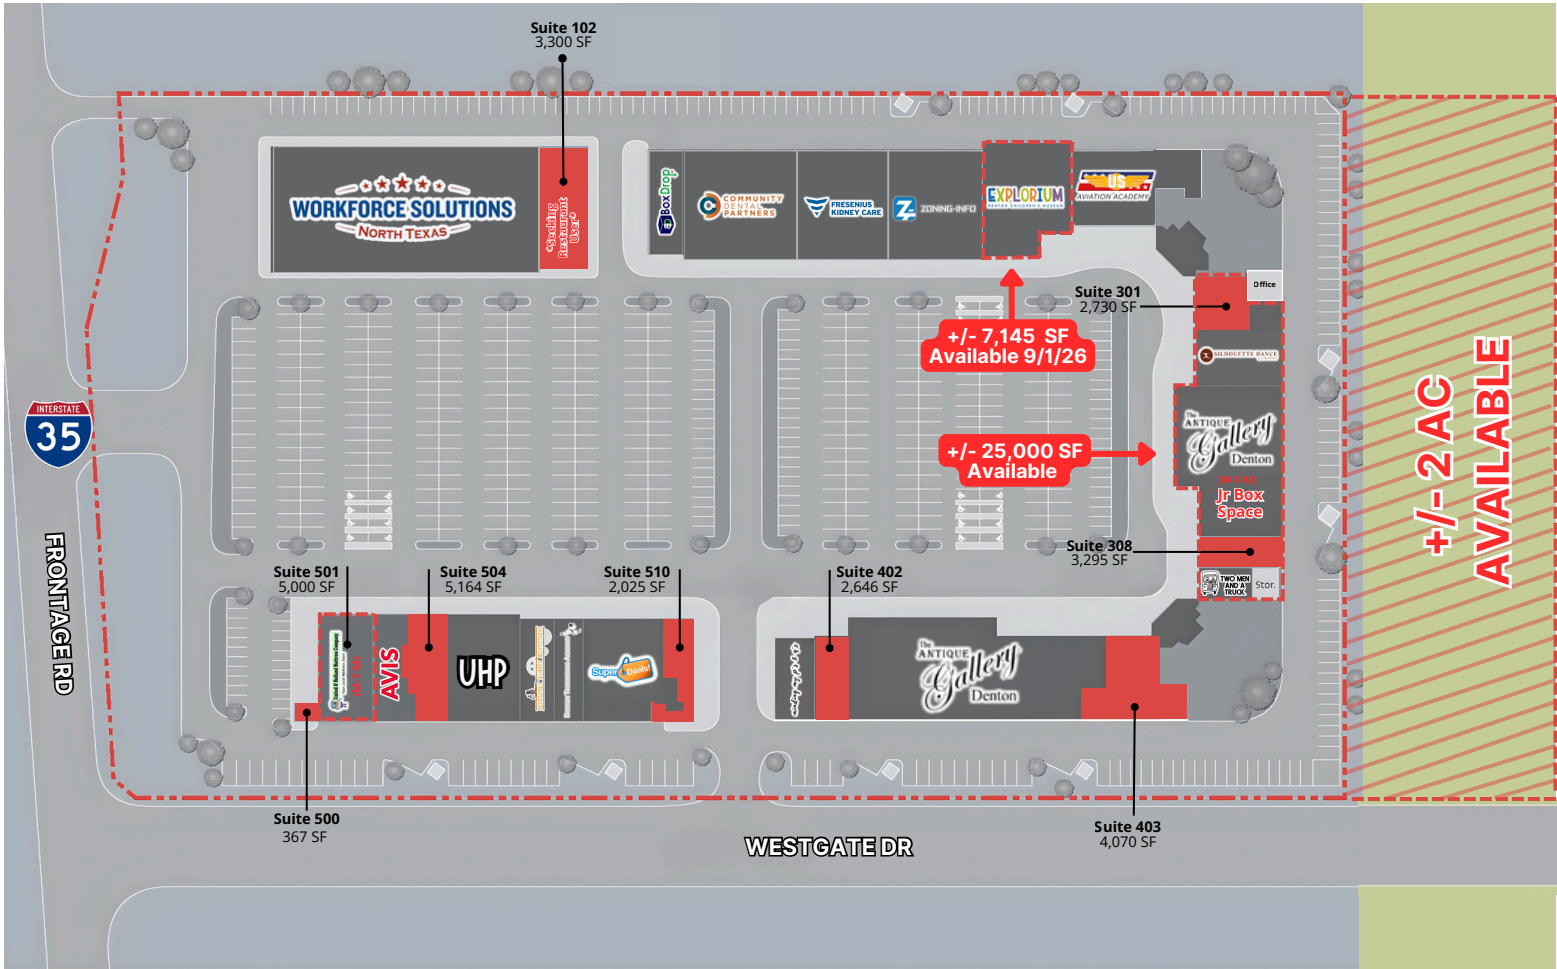 Suite 102
3,300 SF
WORKFORCE SOLUTIONS
NORTH TEXAS
*Seeking
Restaurant
User*
BoxDrop
COMMUNITY
DENTAL
PARTNERS
FRESENIUS
KIDNEY CARE
ZONING-INFO
EXPLORIUM
DENTON CHILDREN'S MUSEUM
US
AVIATION ACADEMY
Office
Suite 301
2,730 SF
+/- 7,145 SF
Available 9/1/26
SILHOUETTE DANCE
The
ANTIQUE
Gallery
Denton
+/- 25,000 SF
Available
(M-T-M)
Jr Box
Space
Suite 308
3,295 SF
TWO MEN
AND A
TRUCK
Stor.
+/- 2 AC
AVAILABLE
INTERSTATE
35
FRONTAGE RD
Suite 501
5,000 SF
Suite 504
5,164 SF
Suite 510
2,025 SF
Suite 402
2,646 SF
(M-T-M)
AVIS
UHP
Super Deals!
The
ANTIQUE
Gallery
Denton
Suite 500
367 SF
Suite 403
4,070 SF
WESTGATE DR